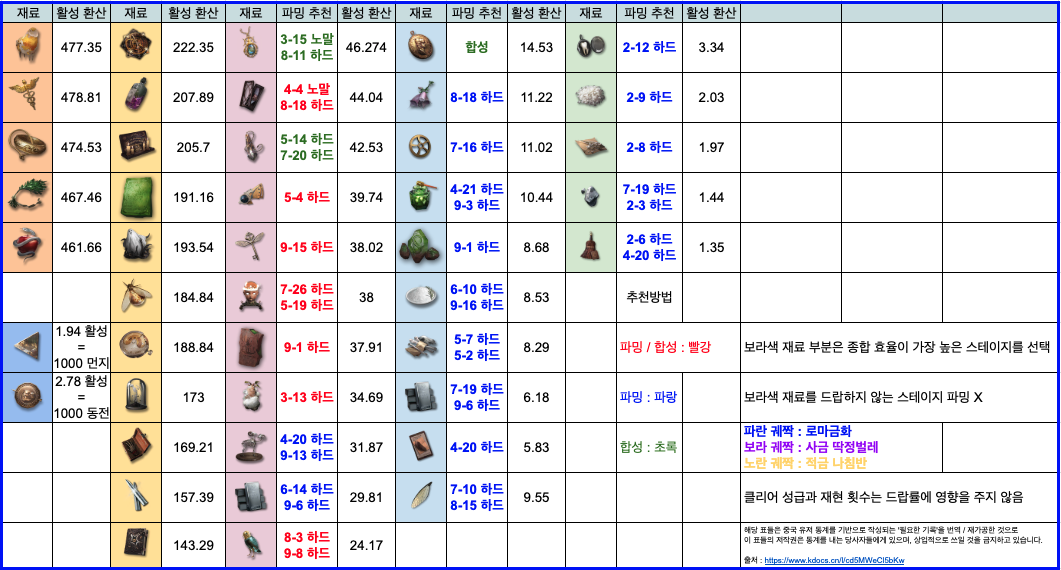 재료 활성 환산 재료 활성 환산 재료 파밍 추천 활성 환산 재료 파밍 추천 활성 환산 재료 파밍 추천 활성 환산
477.35 222.35 3-15 노말 46.274 합성 14.53 2-12 하드 3.34
8-11 하드
478.81 207.89 4-4 노말 44.04 8-18 하드 11.22 2-9 하드 2.03
8-18 하드
474.53 205.7 5-14 하드 42.53 7-16 하드 11.02 2-8 하드 1.97
7-20 하드
467.46 191.16 5-4 하드 39.74 4-21 하드 10.44 7-19 하드 1.44
9-3 하드 2-3 하드
461.66 193.54 9-15 하드 38.02 9-1 하드 8.68 2-6 하드 1.35
4-20 하드
184.84 7-26 하드 38 6-10 하드 8.53 추천방법
5-19 하드 9-16 하드
1.94 활성 188.84 9-1 하드 37.91 5-7 하드 8.29 파밍 / 합성 : 빨강 보라색 재료 부분은 종합 효율이 가장 높은 스테이지를 선택
= 5-2 하드
1000 먼지
2.78 활성 173 3-13 하드 34.69 7-19 하드 6.18 파밍 : 파랑 보라색 재료를 드랍하지 않는 스테이지 파밍 X
= 9-6 하드
1000 동전
169.21 4-20 하드 31.87 4-20 하드 5.83 합성 : 초록 파란 궤짝 : 로마금화
9-13 하드 보라 궤짝 : 사금 딱정벌레
노란 궤짝 : 적금 나침반
157.39 6-14 하드 29.81 7-10 하드 9.55 클리어 성급과 재현 횟수는 드랍률에 영향을 주지 않음
9-6 하드 8-15 하드
143.29 8-3 하드 24.17 해당 표들은 중국 유저 통계를 기반으로 작성되는 '필요한 기록'을 번역 / 재가공한 것으로
9-8 하드 이 표들의 저작권은 통계를 내는 당사자들에게 있으며, 상업적으로 쓰일 것을 금지하고 있습니다.
출처 : https://www.kdocs.cn/l/cd5MWeCl5bKw